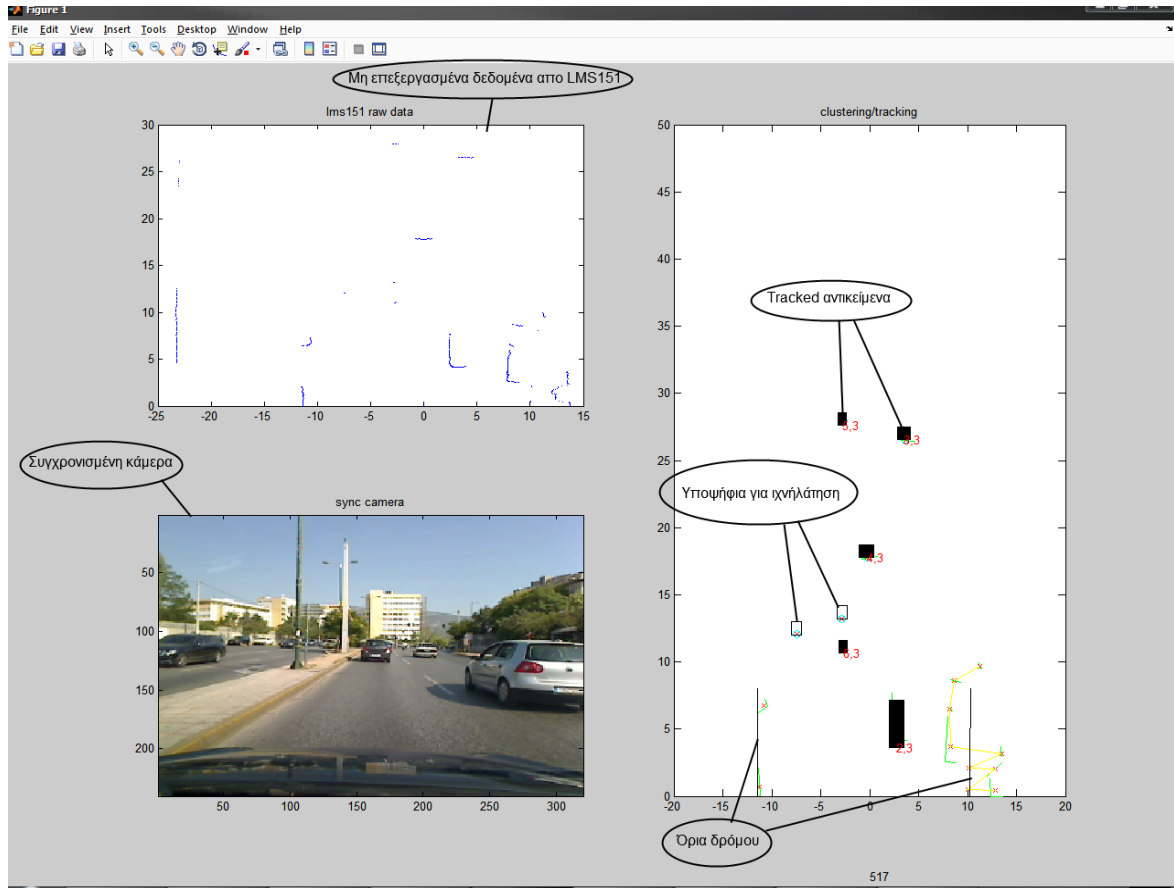 Figure 1
File Edit View Insert Tools Desktop Window Help
Μη επεξεργασμένα δεδομένα απο LMS151
lms151 raw data
30
25
20
15
10
5
0
-25 -20 -15 -10 -5 0 5 10 15
Συγχρονισμένη κάμερα
sync camera
50
100
150
200
50 100 150 200 250 300
clustering/tracking
50
45
40
35
30
25
20
15
10
5
0
-20 -15 -10 -5 0 5 10 15 20
Tracked αντικείμενα
5,3
3,3
Υποψήφια για ιχνήλάτηση
4,3
6,3
2,3
Όρια δρόμου
517